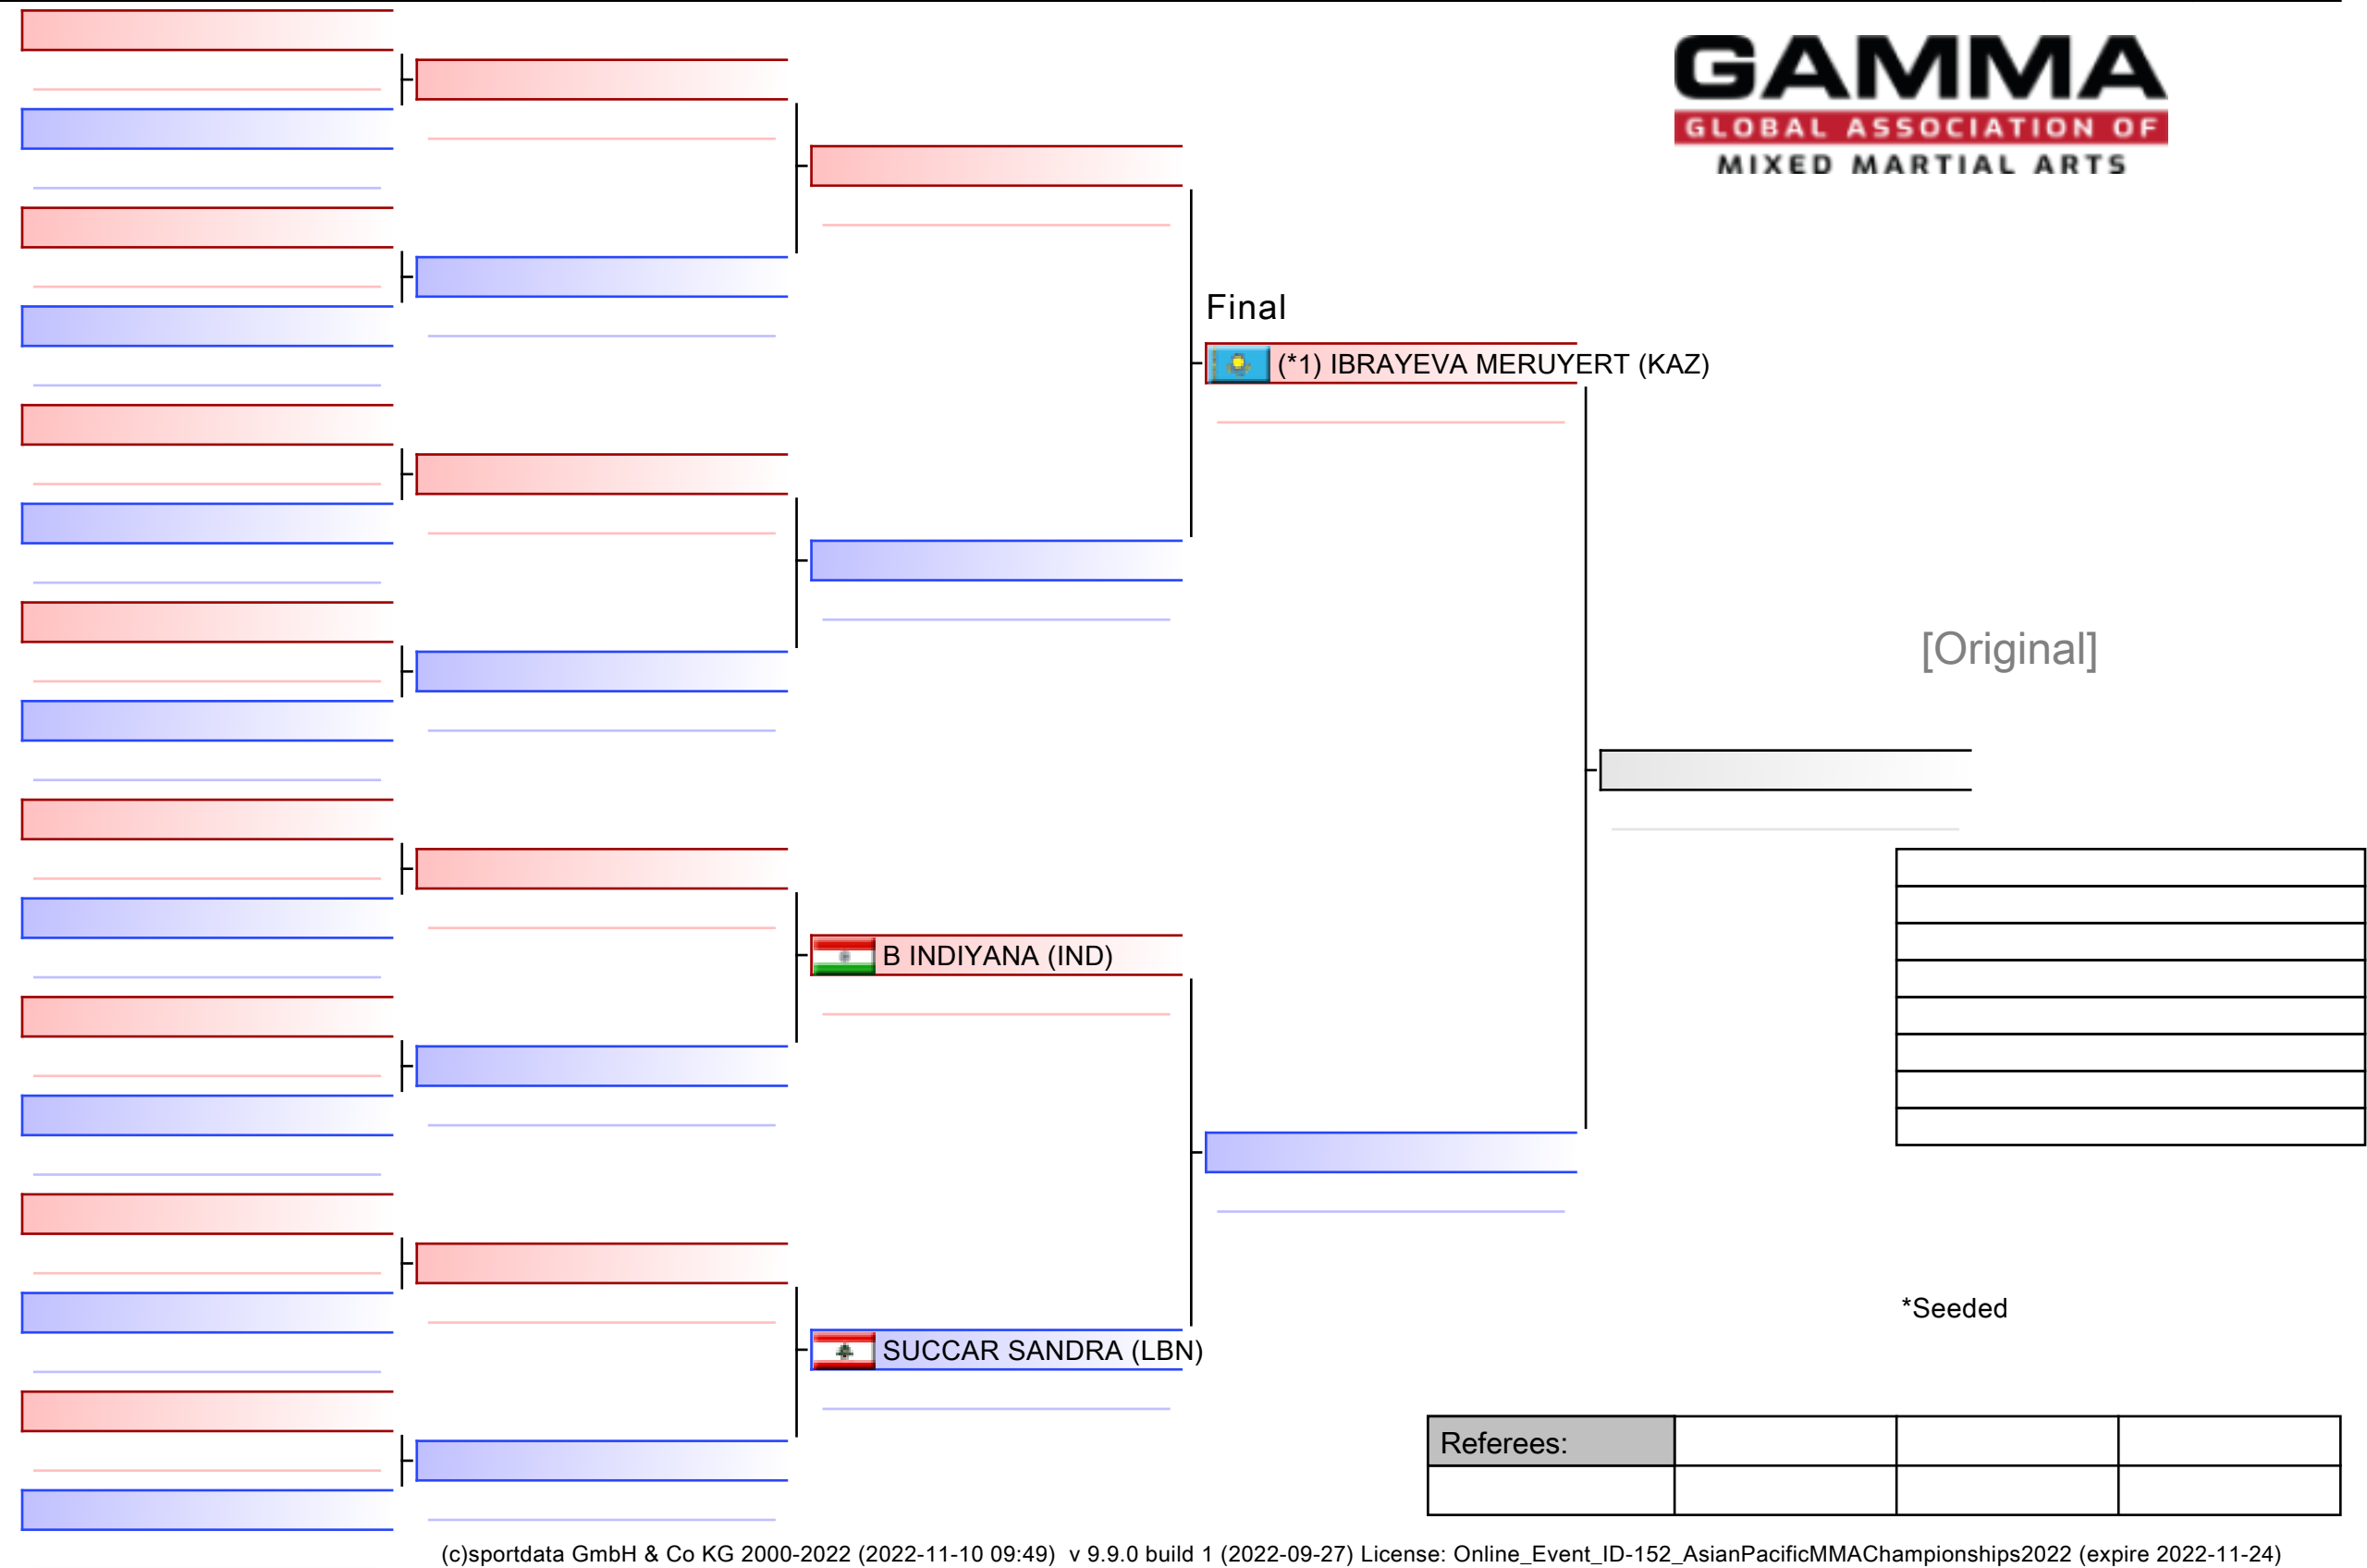 GAMMA
GLOBAL ASSOCIATION OF
MIXED MARTIAL ARTS
Final
(*1) IBRAYEVA MERUYERT (KAZ)
[Original]
B INDIYANA (IND)
*Seeded
SUCCAR SANDRA (LBN)
Referees:
(c)sportdata GmbH & Co KG 2000-2022 (2022-11-10 09:49) v 9.9.0 build 1 (2022-09-27) License: Online_Event_ID-152_AsianPacificMMAChampionships2022 (expire 2022-11-24)